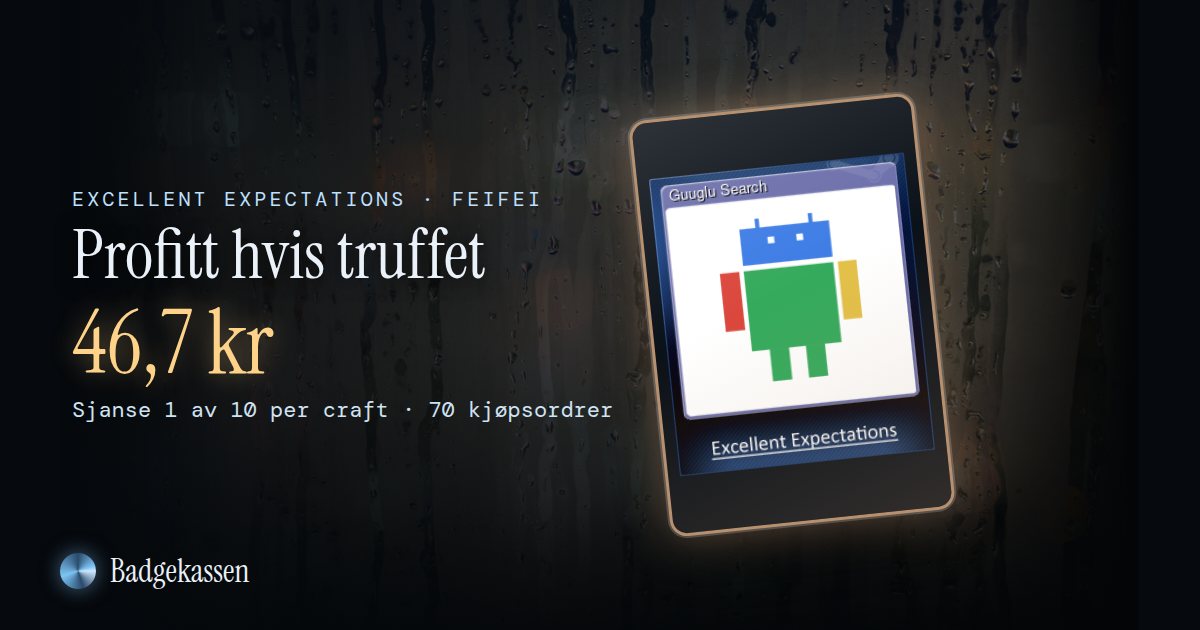 EXCELLENT EXPECTATIONS · FEIFEI
Profitt hvis truffet
46,7 kr
Sjanse 1 av 10 per craft · 70 kjøpsordrer
Guuglu Search
Excellent Expectations
Badgekassen